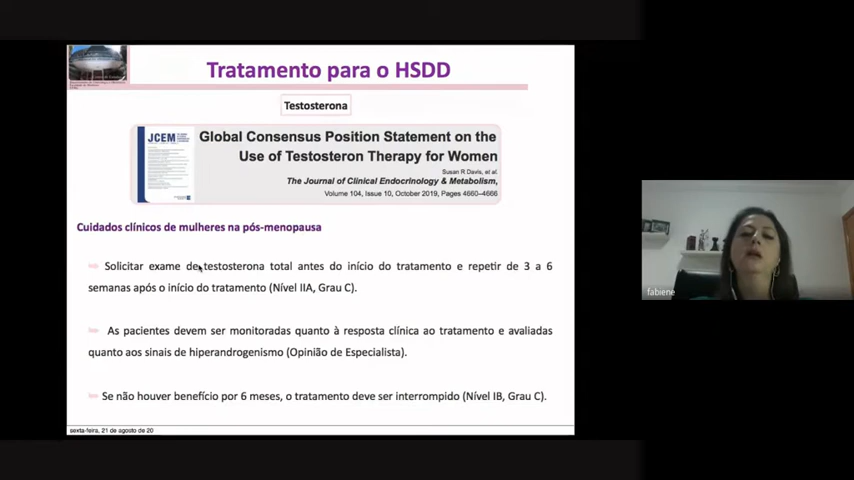 Tratamento para o HSDD
Testosterona
JCEM
Global Consensus Position Statement on the
Use of Testosteron Therapy for Women
Susan R Davis, et al.
The Journal of Clinical Endocrinology & Metabolism,
Volume 104, Issue 10, October 2019, Pages 4660–4666
Cuidados clínicos de mulheres na pós-menopausa
Solicitar exame de testosterona total antes do início do tratamento e repetir de 3 a 6
semanas após o início do tratamento (Nível IIA, Grau C).
As pacientes devem ser monitoradas quanto à resposta clínica ao tratamento e avaliadas
quanto aos sinais de hiperandrogenismo (Opinião de Especialista).
Se não houver benefício por 6 meses, o tratamento deve ser interrompido (Nível IB, Grau C).
sexta-feira, 21 de agosto de 20
fabiene